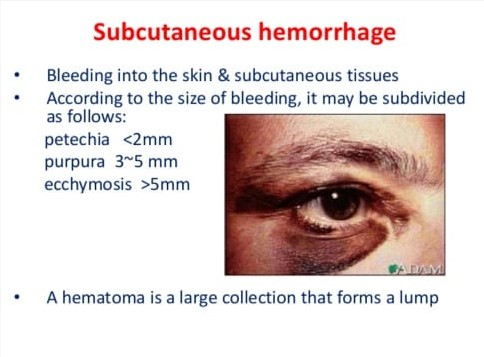 Subcutaneous hemorrhage
• Bleeding into the skin & subcutaneous tissues
• According to the size of bleeding, it may be subdivided
as follows:
petechia <2mm
purpura 3~5 mm
ecchymosis >5mm
ADAM
• A hematoma is a large collection that forms a lump